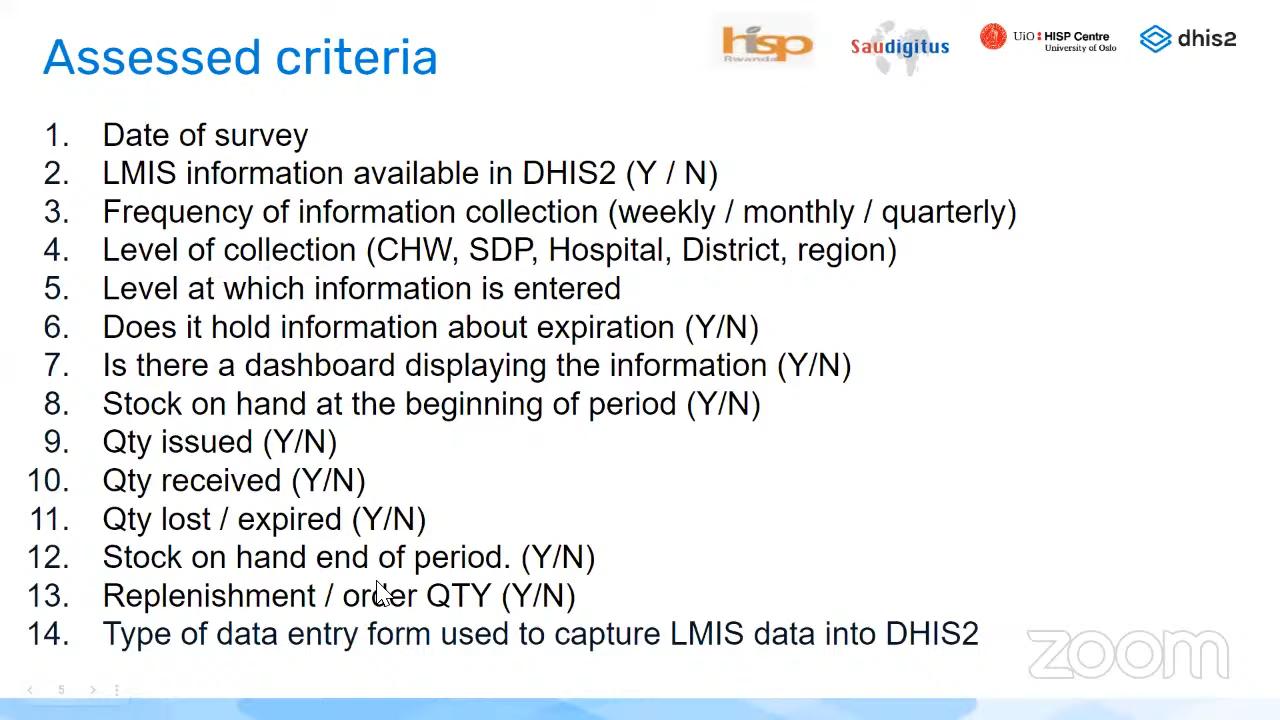 Assessed criteria
hisp
Rwanda
Saudigitus
UiO HISP Centre
University of Oslo
dhis2
1. Date of survey
2. LMIS information available in DHIS2 (Y / N)
3. Frequency of information collection (weekly / monthly / quarterly)
4. Level of collection (CHW, SDP, Hospital, District, region)
5. Level at which information is entered
6. Does it hold information about expiration (Y/N)
7. Is there a dashboard displaying the information (Y/N)
8. Stock on hand at the beginning of period (Y/N)
9. Qty issued (Y/N)
10. Qty received (Y/N)
11. Qty lost / expired (Y/N)
12. Stock on hand end of period. (Y/N)
13. Replenishment / order QTY (Y/N)
14. Type of data entry form used to capture LMIS data into DHIS2
zoom
5